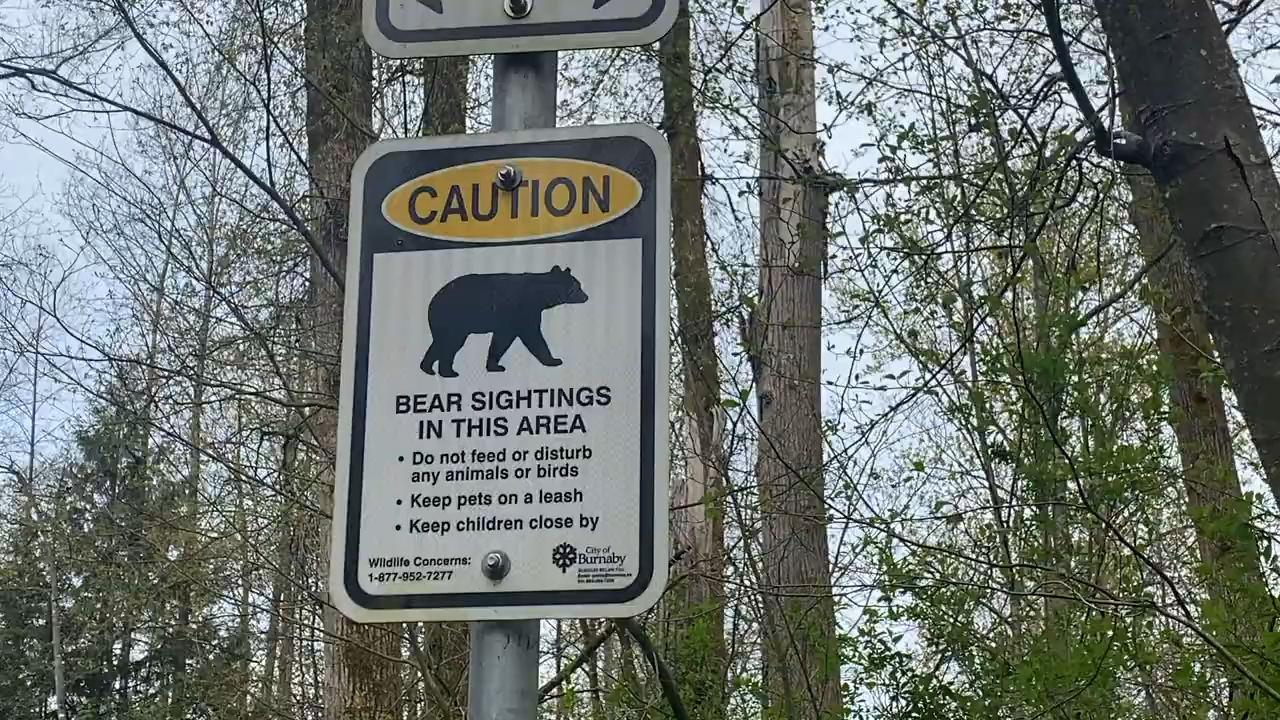 CAUTION
BEAR SIGHTINGS
IN THIS AREA
• Do not feed or disturb
any animals or birds
• Keep pets on a leash
• Keep children close by
Wildlife Concerns:
1-877-952-7277
City of
Burnaby